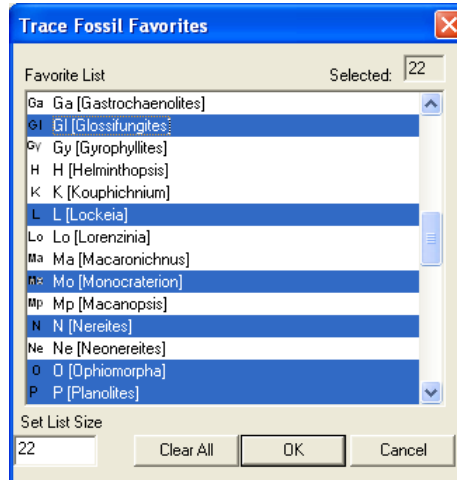 Trace Fossil Favorites
Favorite List Selected: 22
Ga Ga [Gastrochaenolites]
Gl Gl [Glossifungites]
Gy Gy [Gyrophyllites]
H H [Helminthopsis]
K K [Kouphichnium]
L L [Lockeia]
Lo Lo [Lorenzinia]
Ma Ma [Macaronichnus]
Mo [Monocraterion]
Mp Mp [Macanopsis]
N N [Nereites]
Ne Ne [Neonereites]
O O [Ophiomorpha]
P P [Planolites]
Set List Size
22 Clear All OK Cancel